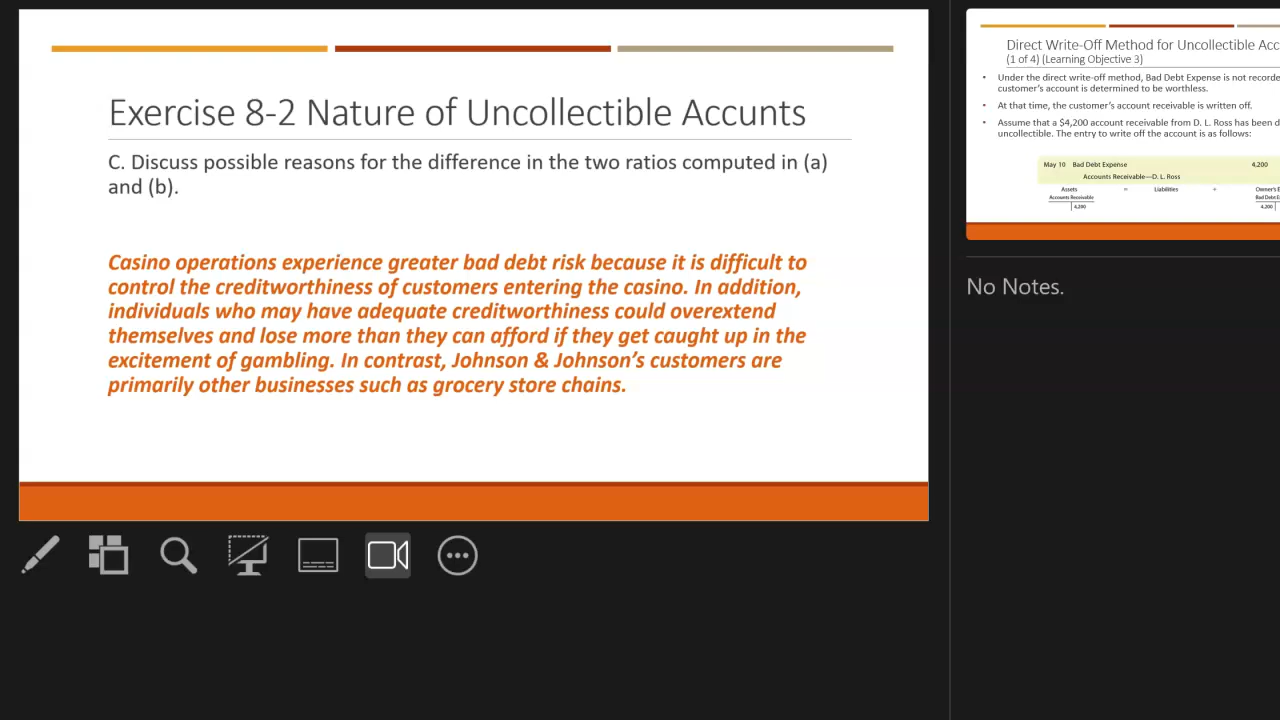 Exercise 8-2 Nature of Uncollectible Accunts
C. Discuss possible reasons for the difference in the two ratios computed in (a)
and (b).
Casino operations experience greater bad debt risk because it is difficult to
control the creditworthiness of customers entering the casino. In addition,
individuals who may have adequate creditworthiness could overextend
themselves and lose more than they can afford if they get caught up in the
excitement of gambling. In contrast, Johnson & Johnson’s customers are
primarily other businesses such as grocery store chains.
Direct Write-Off Method for Uncollectible Acc
(1 of 4) (Learning Objective 3)
• Under the direct write-off method, Bad Debt Expense is not recorde
customer’s account is determined to be worthless.
• At that time, the customer’s account receivable is written off.
• Assume that a $4,200 account receivable from D. L. Ross has been d
uncollectible. The entry to write off the account is as follows:
May 10 Bad Debt Expense 4,200
Accounts Receivable—D. L. Ross
Assets = Liabilities + Owner’s E
Accounts Receivable Bad Debt E
4,200 4,200
No Notes.